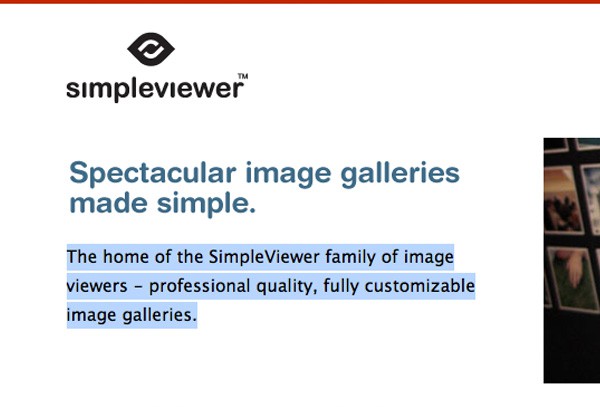 simpleviewer™
Spectacular image galleries
made simple.
The home of the SimpleViewer family of image
viewers – professional quality, fully customizable
image galleries.